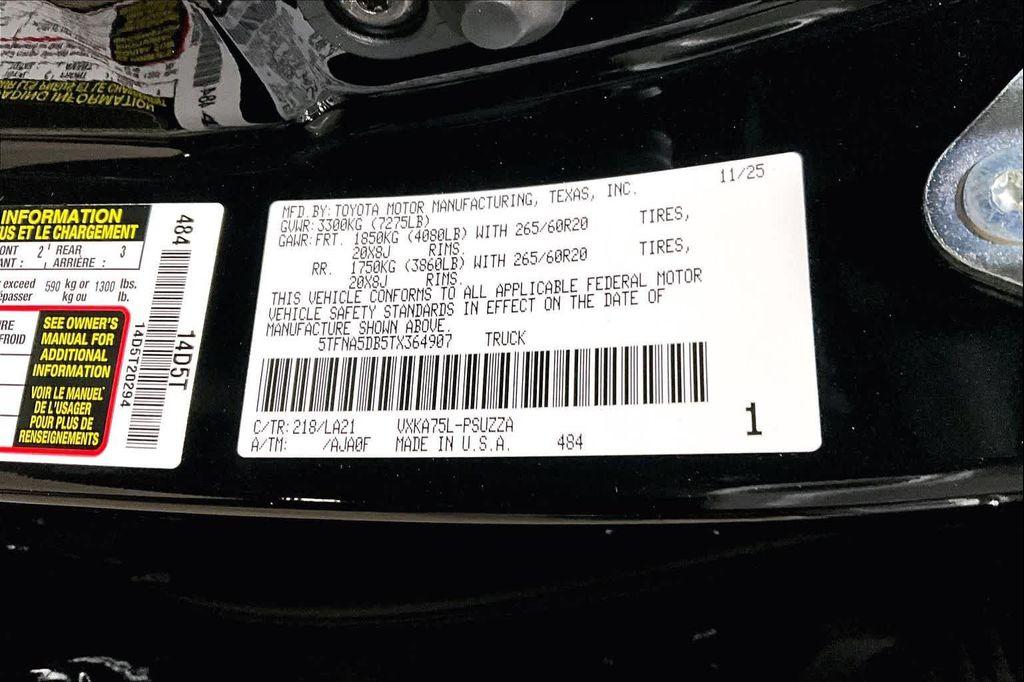 INFORMATION
US ET LE CHARGEMENT
ONT 2 REAR 3
ANT : ARRIÈRE :
exceed 590 kg or 1300 lbs.
épasser kg ou lb.
SEE OWNER'S
MANUAL FOR
ADDITIONAL
INFORMATION
VOIR LE MANUEL
DE L'USAGER
POUR PLUS DE
RENSEIGNEMENTS
484
14D5T
14D5T20294
MFD.BY:TOYOTA MOTOR MANUFACTURING, TEXAS, INC. 11/25
GVWR:3300KG (7275LB)
GAWR:FRT. 1850KG (4080LB) WITH 265/60R20 TIRES,
20X8J RIMS.
RR. 1750KG (3860LB) WITH 265/60R20 TIRES,
20X8J RIMS.
THIS VEHICLE CONFORMS TO ALL APPLICABLE FEDERAL MOTOR
VEHICLE SAFETY STANDARDS IN EFFECT ON THE DATE OF
MANUFACTURE SHOWN ABOVE.
5TFNA5DB5TX364907 TRUCK
C/TR:218/LA21 VXKA75L-PSUZZA
A/TM: /AJA0F MADE IN U.S.A. 484
1